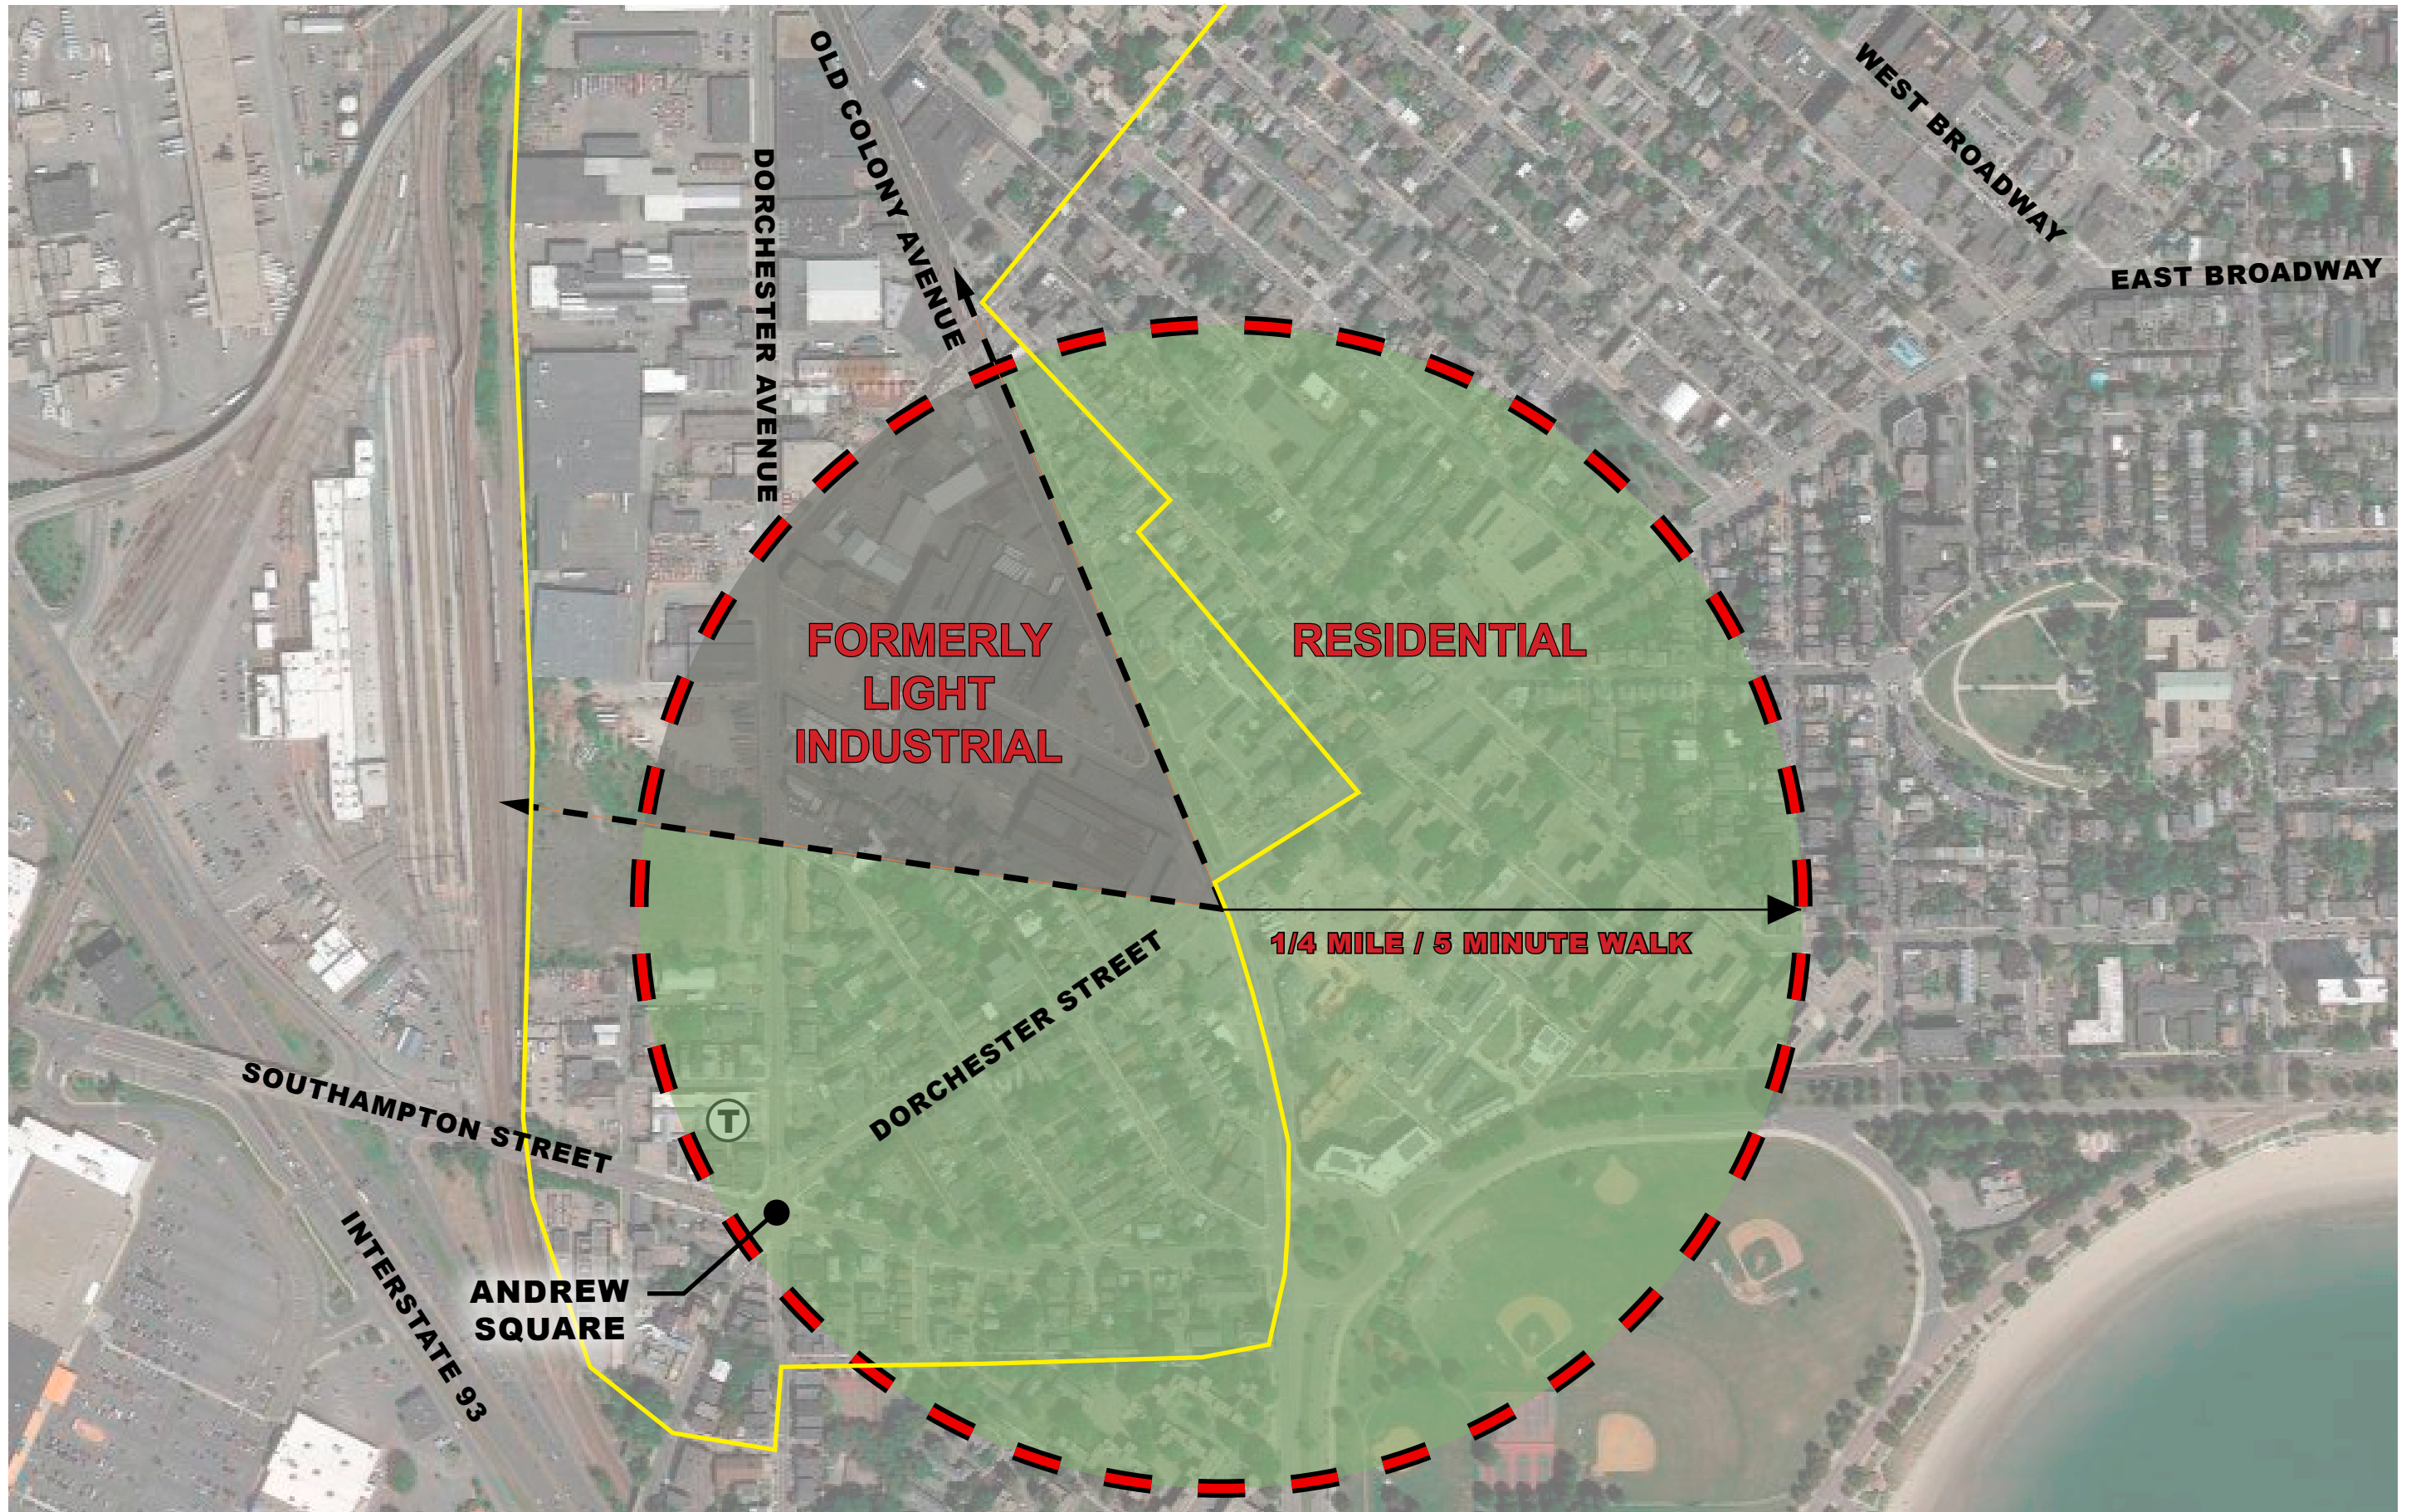 OLD COLONY AVENUE
WEST BROADWAY
DORCHESTER AVENUE
EAST BROADWAY
FORMERLY
LIGHT
INDUSTRIAL
RESIDENTIAL
1/4 MILE / 5 MINUTE WALK
DORCHESTER STREET
SOUTHAMPTON STREET
T
INTERSTATE 93
ANDREW
SQUARE